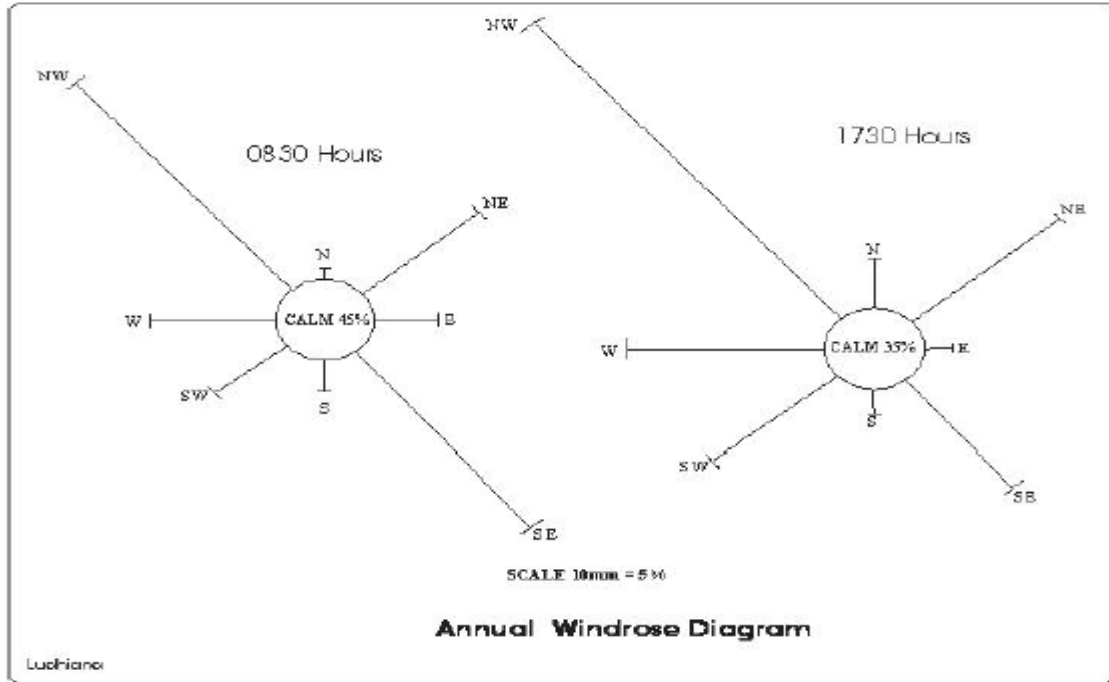 NW
0830 Hours
NE
N
W
CALM 45%
E
SW
S
SE
NW
1730 Hours
NE
N
W
CALM 35%
E
SW
S
SE
SCALE 10mm = 5%
Annual Windrose Diagram
Ludhiana